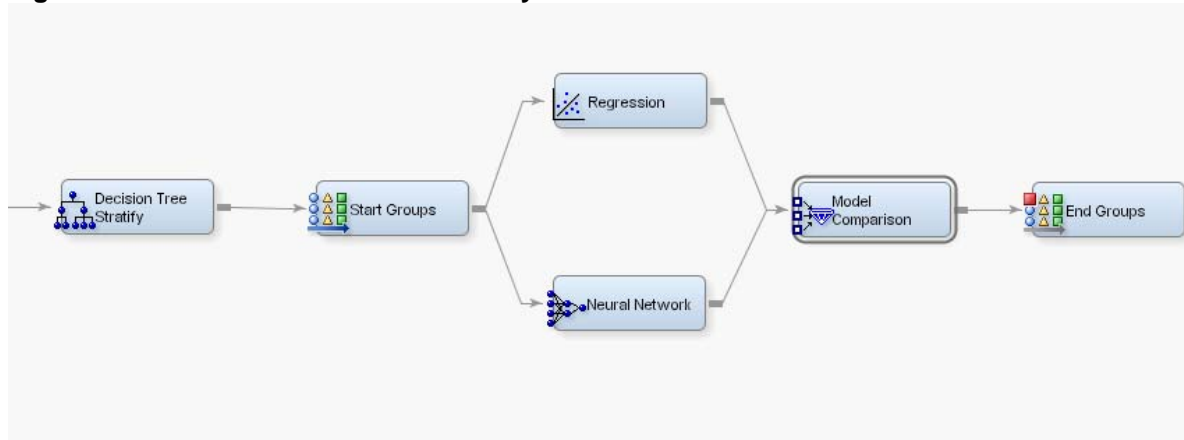 Decision Tree
Stratify
Start Groups
Regression
Neural Network
Model
Comparison
End Groups